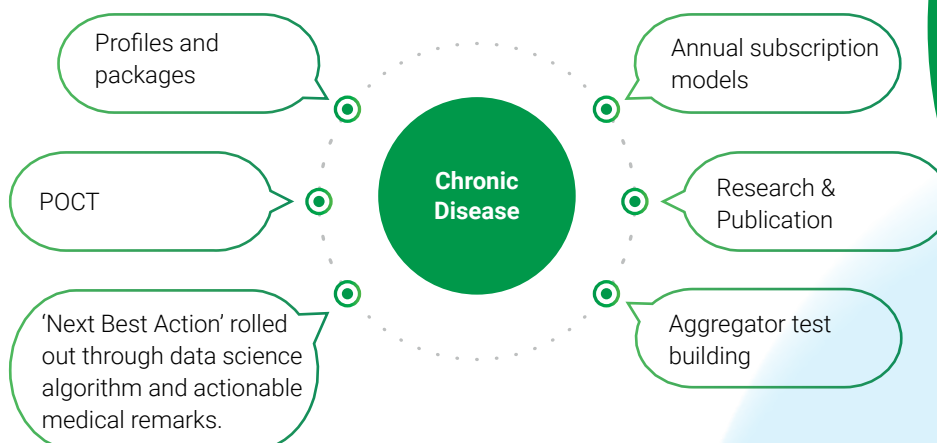 Profiles and
packages
POCT
‘Next Best Action’ rolled
out through data science
algorithm and actionable
medical remarks.
Chronic
Disease
Annual subscription
models
Research &
Publication
Aggregator test
building